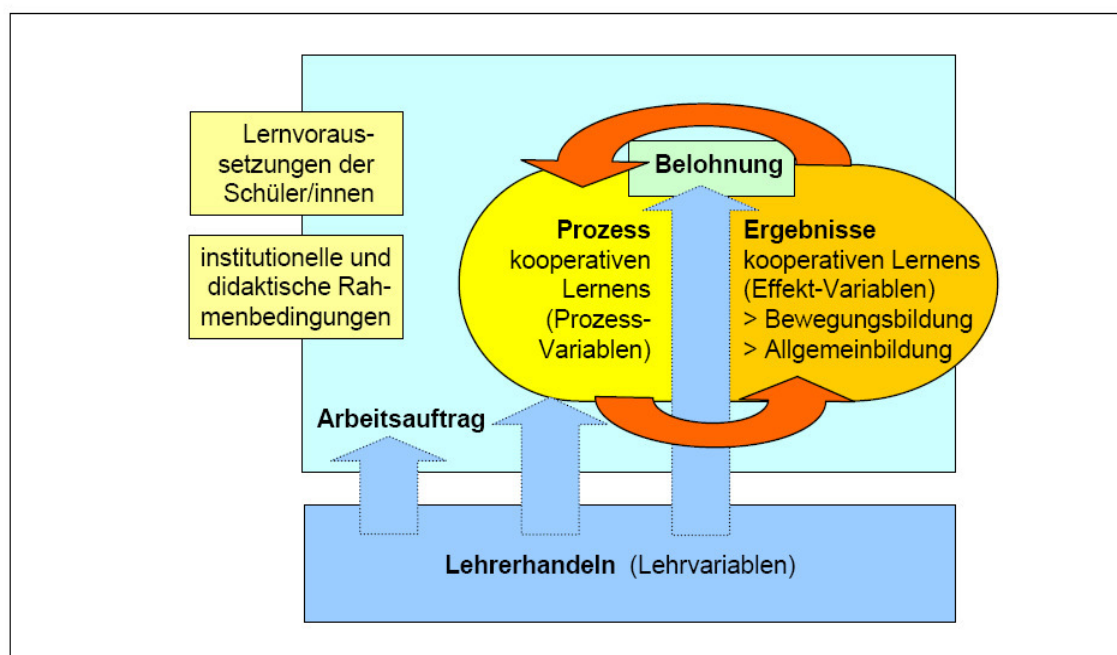 Lernvoraus-
setzungen der
Schüler/innen
institutionelle und
didaktische Rah-
menbedingungen
Belohnung
Prozess
kooperativen
Lernens
(Prozess-
Variablen)
Ergebnisse
kooperativen Lernens
(Effekt-Variablen)
> Bewegungsbildung
> Allgemeinbildung
Arbeitsauftrag
Lehrerhandeln (Lehrvariablen)